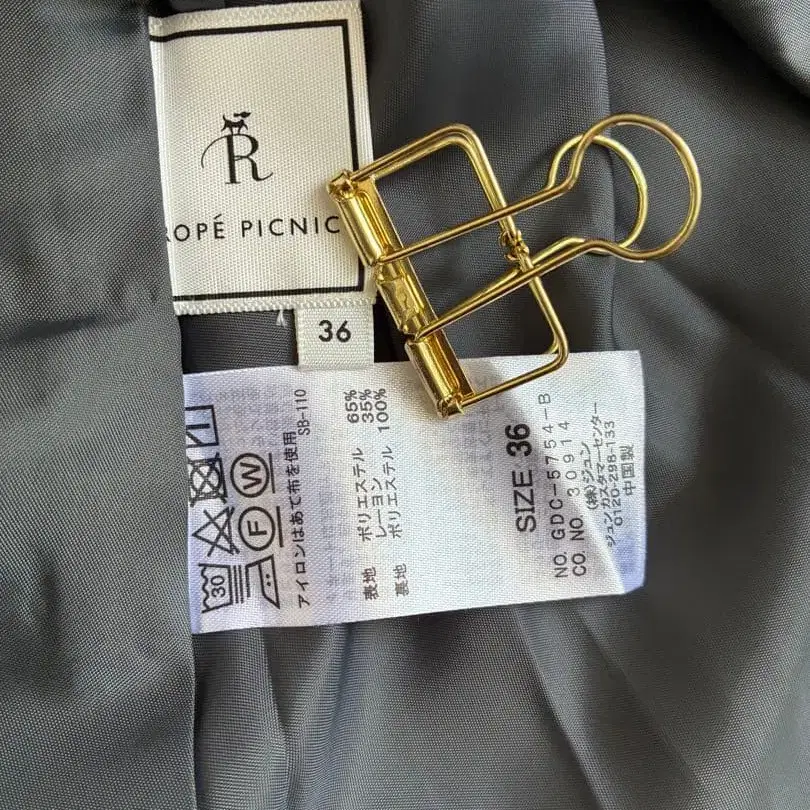 R
ROPÉ PICNIC
36
30
F
W
アイロンはあて布を使用
SB-110
表地 ポリエステル 65%
レーヨン 35%
裏地 ポリエステル 100%
SIZE 36
NO. GDC-5754-B
CO. NO. 30914
(株)ジュン
ジュンカスタマーセンター
0120-298-133
中国製